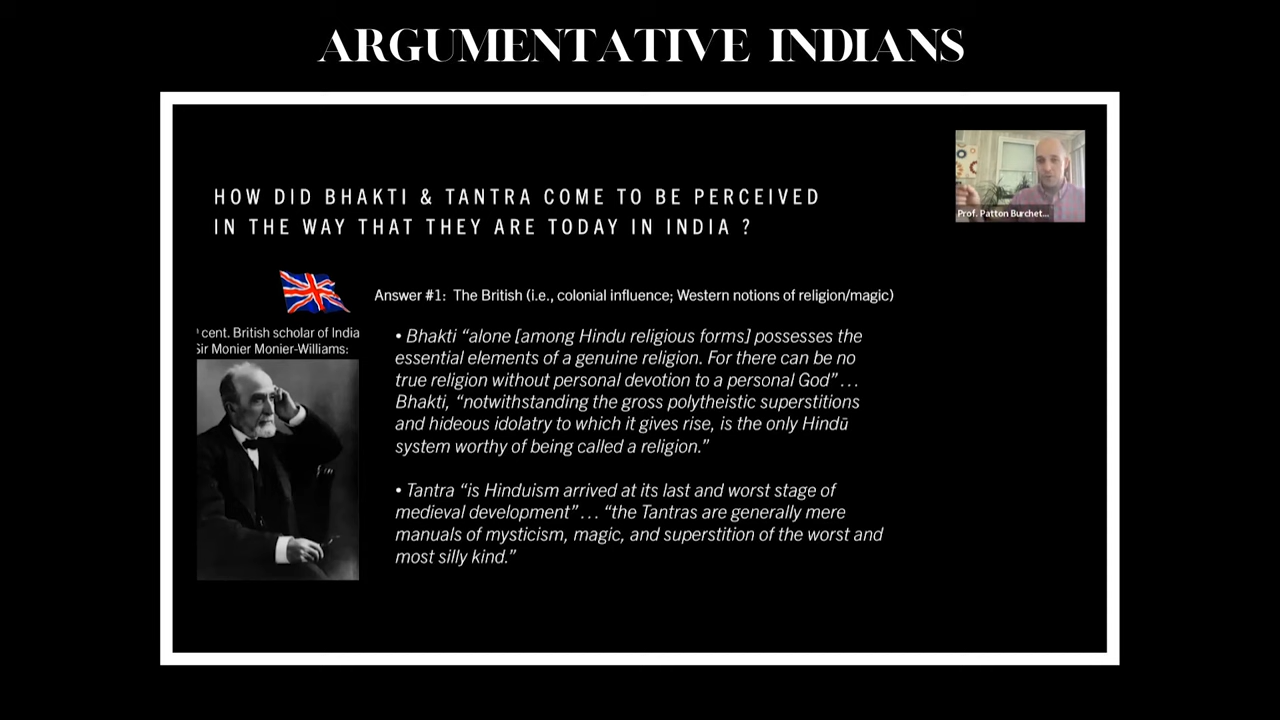 ARGUMENTATIVE INDIANS
HOW DID BHAKTI & TANTRA COME TO BE PERCEIVED
IN THE WAY THAT THEY ARE TODAY IN INDIA ?
Prof. Patton Burchet...
Answer #1: The British (i.e., colonial influence; Western notions of religion/magic)
cent. British scholar of India
Sir Monier Monier-Williams:
• Bhakti “alone [among Hindu religious forms] possesses the
essential elements of a genuine religion. For there can be no
true religion without personal devotion to a personal God”…
Bhakti, “notwithstanding the gross polytheistic superstitions
and hideous idolatry to which it gives rise, is the only Hindū
system worthy of being called a religion.”
• Tantra “is Hinduism arrived at its last and worst stage of
medieval development”… “the Tantras are generally mere
manuals of mysticism, magic, and superstition of the worst and
most silly kind.”